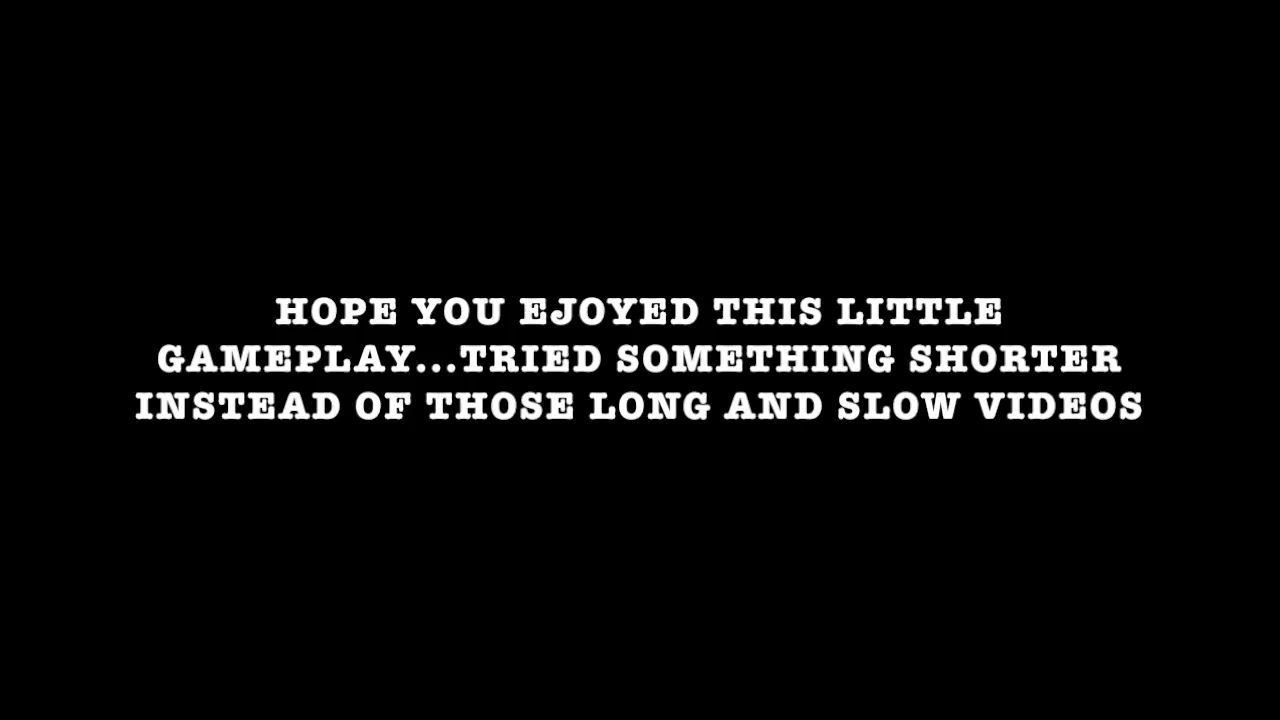 HOPE YOU EJOYED THIS LITTLE
GAMEPLAY...TRIED SOMETHING SHORTER
INSTEAD OF THOSE LONG AND SLOW VIDEOS